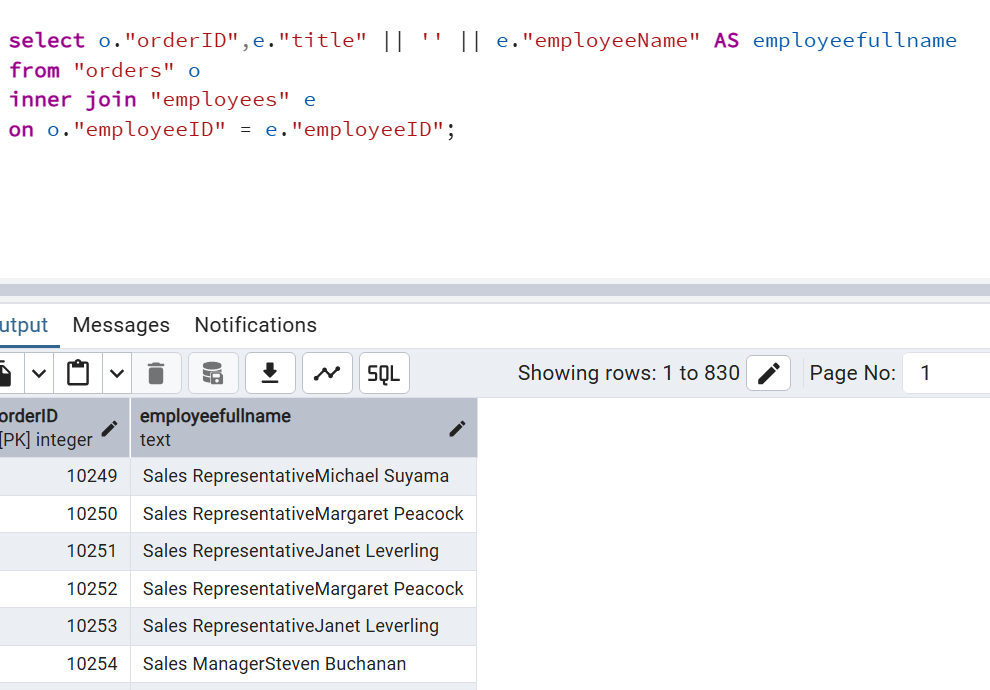 select o."orderID",e."title" || '' || e."employeeName" AS employeefullname
from "orders" o
inner join "employees" e
on o."employeeID" = e."employeeID";
utput Messages Notifications
SQL Showing rows: 1 to 830 Page No: 1
orderID employeefullname
[PK] integer text
10249 Sales RepresentativeMichael Suyama
10250 Sales RepresentativeMargaret Peacock
10251 Sales RepresentativeJanet Leverling
10252 Sales RepresentativeMargaret Peacock
10253 Sales RepresentativeJanet Leverling
10254 Sales ManagerSteven Buchanan